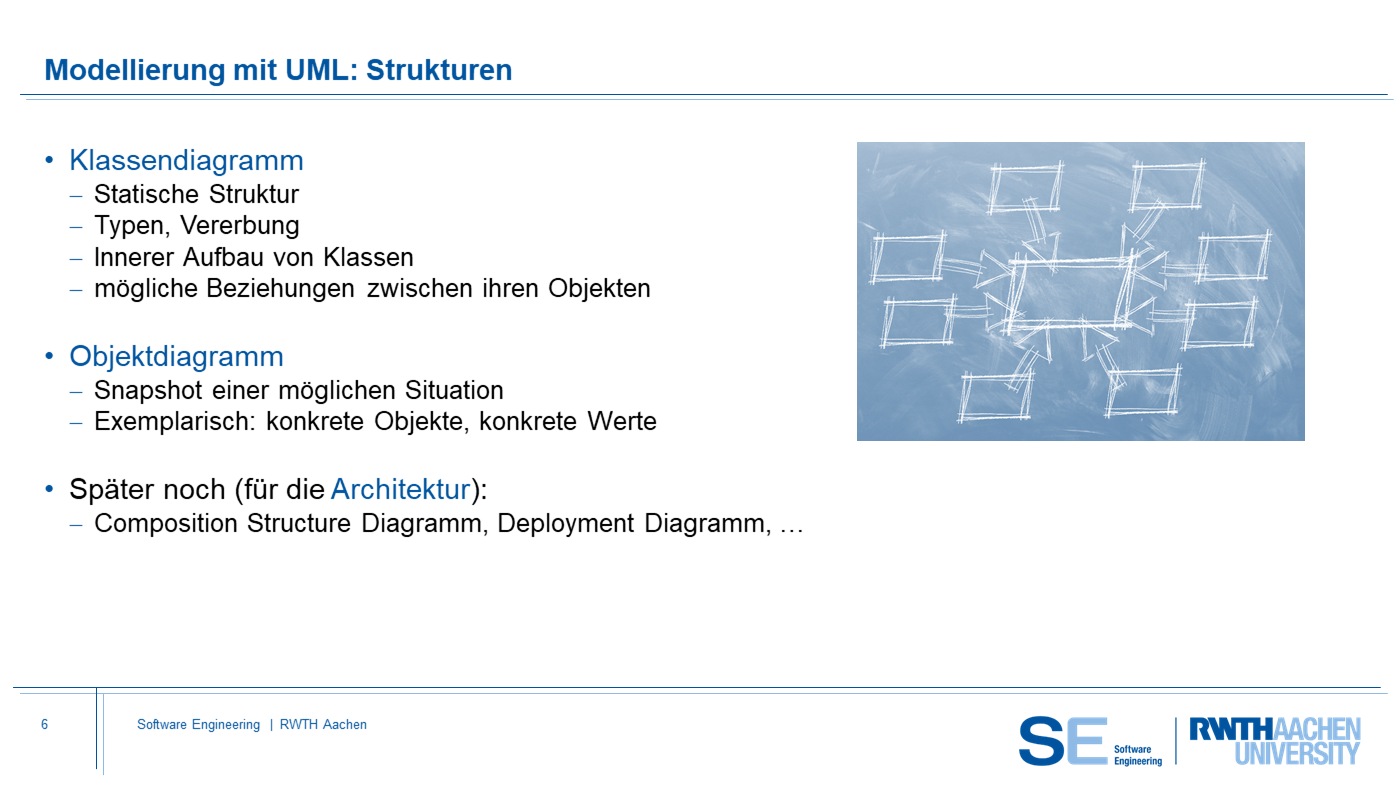 Modellierung mit UML: Strukturen
• Klassendiagramm
– Statische Struktur
– Typen, Vererbung
– Innerer Aufbau von Klassen
– mögliche Beziehungen zwischen ihren Objekten
• Objektdiagramm
– Snapshot einer möglichen Situation
– Exemplarisch: konkrete Objekte, konkrete Werte
• Später noch (für die Architektur):
– Composition Structure Diagramm, Deployment Diagramm, …
6
Software Engineering | RWTH Aachen
SE Software
Engineering
RWTHAACHEN
UNIVERSITY